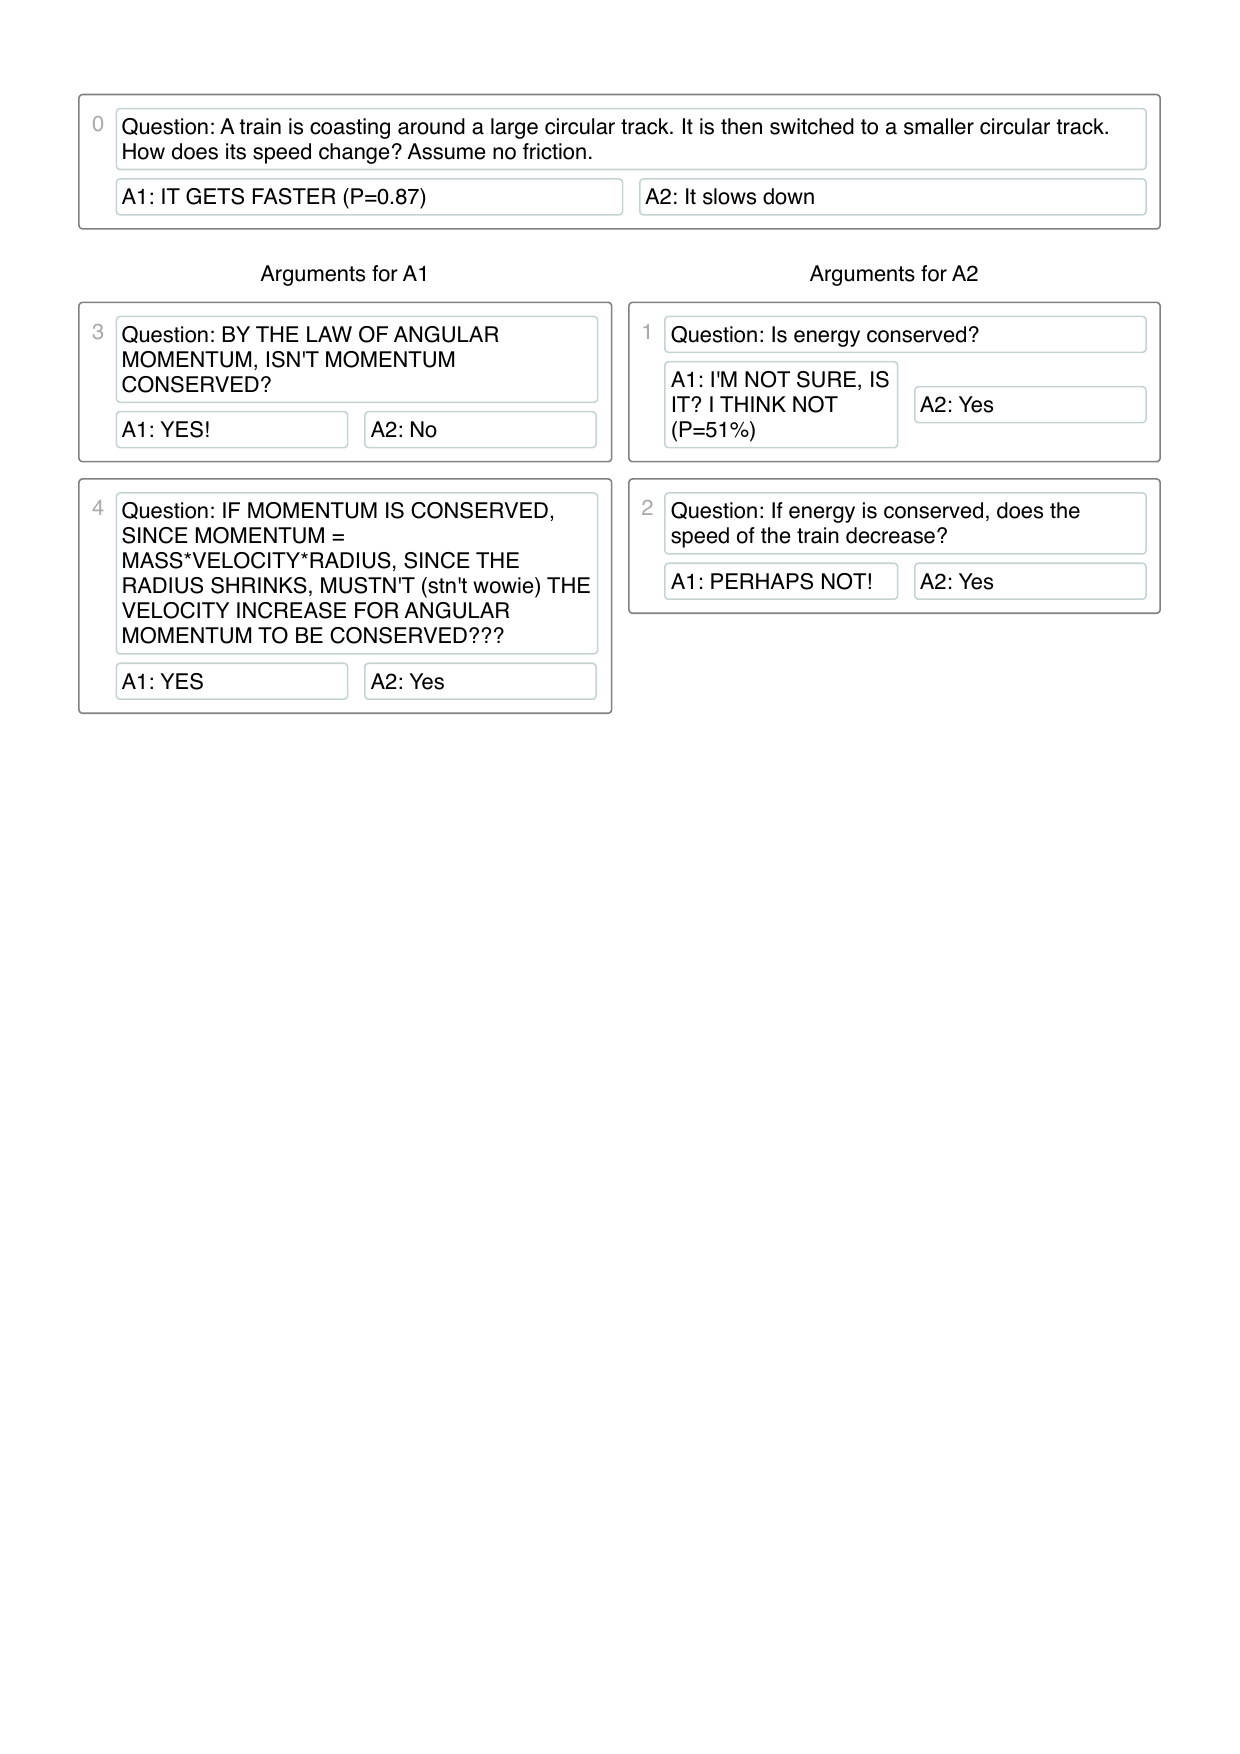 0
Question: A train is coasting around a large circular track. It is then switched to a smaller circular track.
How does its speed change? Assume no friction.
A1: IT GETS FASTER (P=0.87)
A2: It slows down
Arguments for A1
3
Question: BY THE LAW OF ANGULAR
MOMENTUM, ISN'T MOMENTUM
CONSERVED?
A1: YES!
A2: No
4
Question: IF MOMENTUM IS CONSERVED,
SINCE MOMENTUM =
MASS*VELOCITY*RADIUS, SINCE THE
RADIUS SHRINKS, MUSTN'T (stn't wowie) THE
VELOCITY INCREASE FOR ANGULAR
MOMENTUM TO BE CONSERVED???
A1: YES
A2: Yes
Arguments for A2
1
Question: Is energy conserved?
A1: I'M NOT SURE, IS
IT? I THINK NOT
(P=51%)
A2: Yes
2
Question: If energy is conserved, does the
speed of the train decrease?
A1: PERHAPS NOT!
A2: Yes